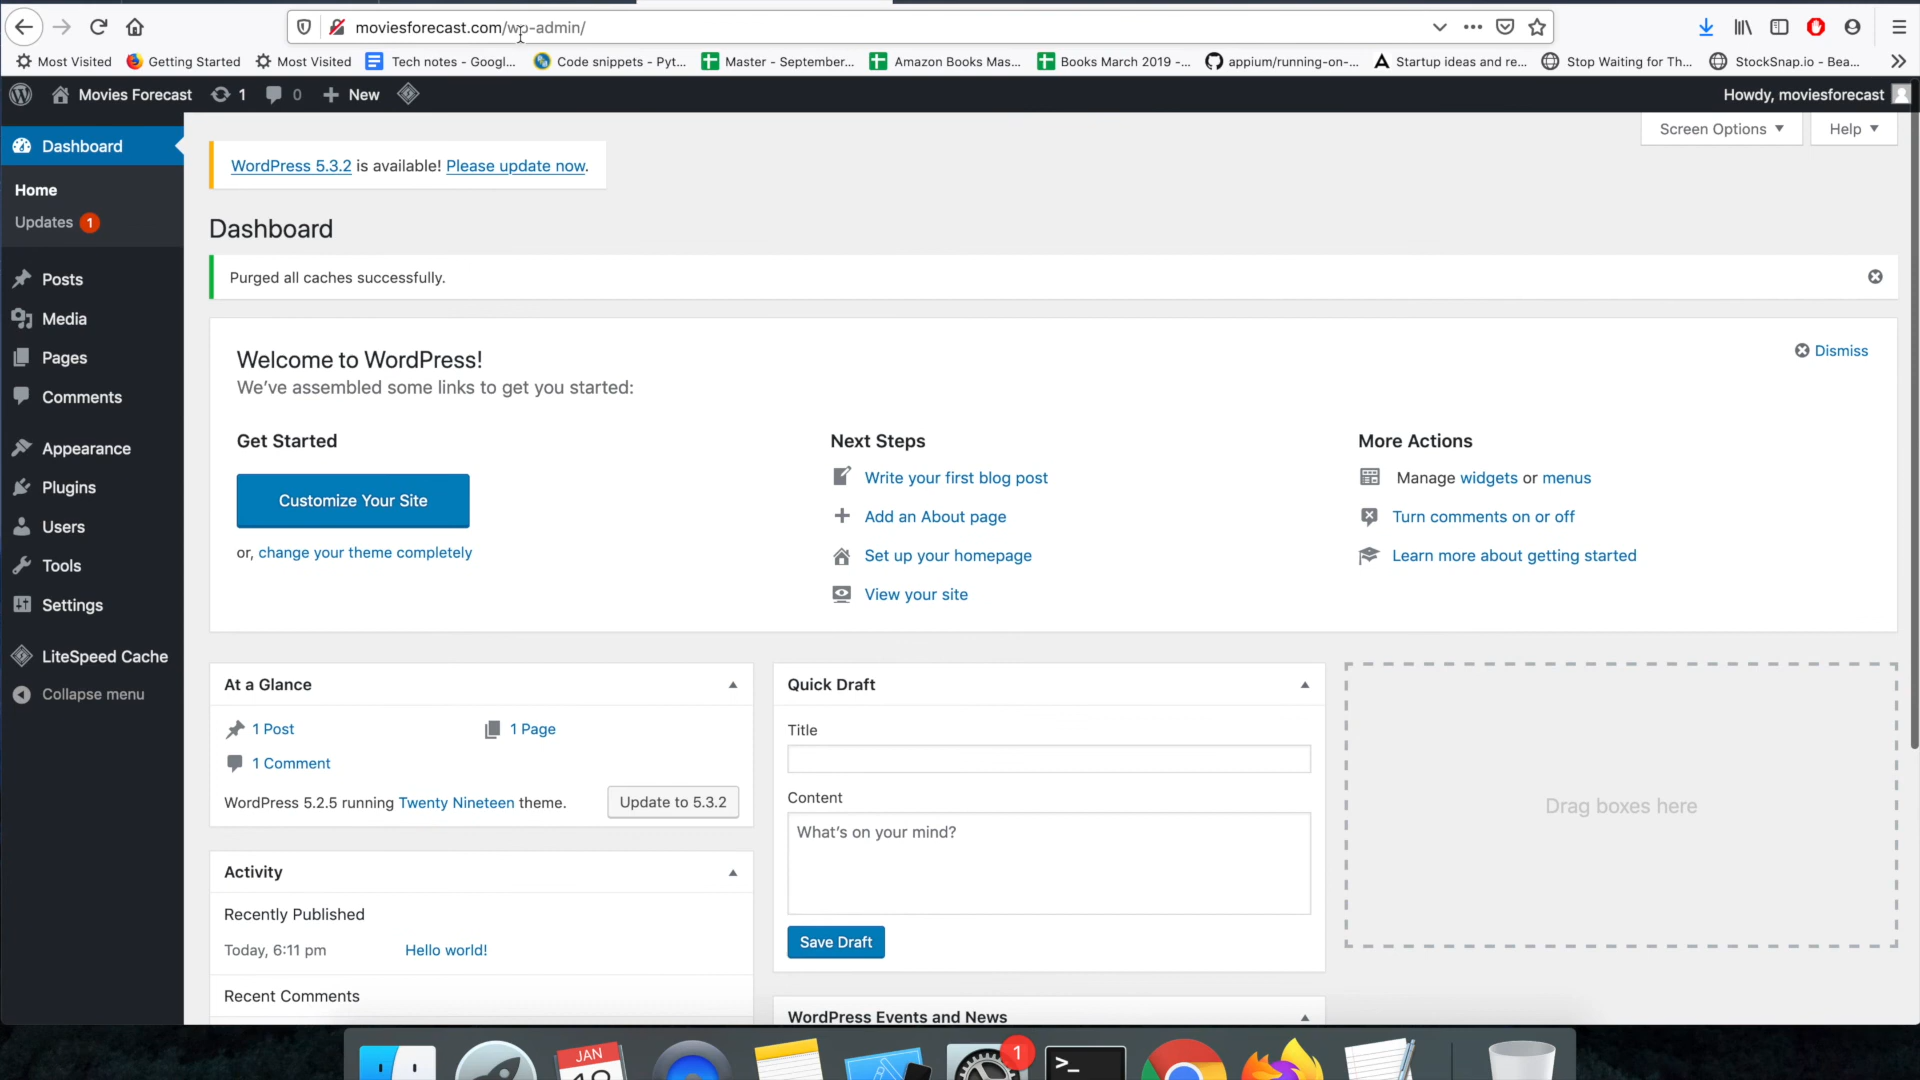 moviesforecast.com/wp-admin/
Most Visited Getting Started Most Visited Tech notes - Googl... Code snippets - Pyt... Master - September... Amazon Books Mas... Books March 2019 -... appium/running-on-... Startup ideas and re... Stop Waiting for Th... StockSnap.io - Bea...
Movies Forecast 1 0 New Howdy, moviesforecast
Screen Options Help
Dashboard
Home
Updates 1
Posts
Media
Pages
Comments
Appearance
Plugins
Users
Tools
Settings
LiteSpeed Cache
Collapse menu
WordPress 5.3.2 is available! Please update now.
Dashboard
Purged all caches successfully.
Welcome to WordPress!
Dismiss
We've assembled some links to get you started:
Get Started
Customize Your Site
or, change your theme completely
Next Steps
Write your first blog post
Add an About page
Set up your homepage
View your site
More Actions
Manage widgets or menus
Turn comments on or off
Learn more about getting started
At a Glance
1 Post 1 Page
1 Comment
WordPress 5.2.5 running Twenty Nineteen theme. Update to 5.3.2
Activity
Recently Published
Today, 6:11 pm Hello world!
Recent Comments
Quick Draft
Title
Content
What's on your mind?
Save Draft
WordPress Events and News
Drag boxes here
JAN
1